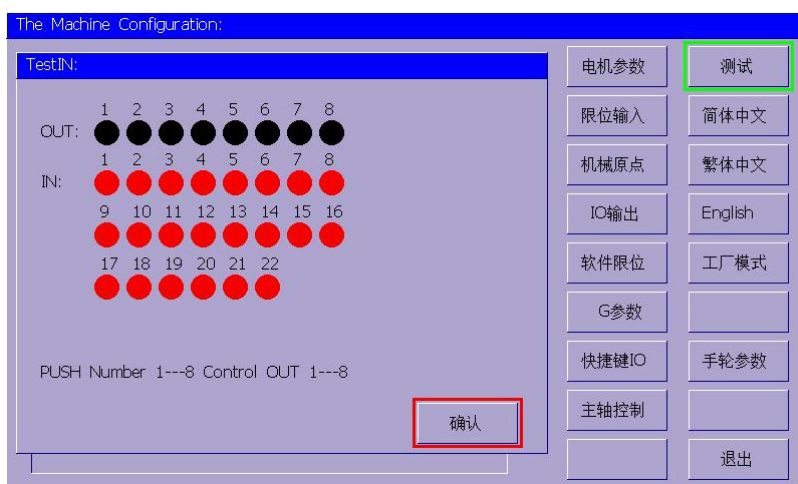 The Machine Configuration:
TestIN:
1 2 3 4 5 6 7 8
OUT:
1 2 3 4 5 6 7 8
IN:
9 10 11 12 13 14 15 16
17 18 19 20 21 22
PUSH Number 1---8 Control OUT 1---8
确认
电机参数
测试
限位输入
简体中文
机械原点
繁体中文
IO输出
English
软件限位
工厂模式
G参数
快捷键IO
手轮参数
主轴控制
退出